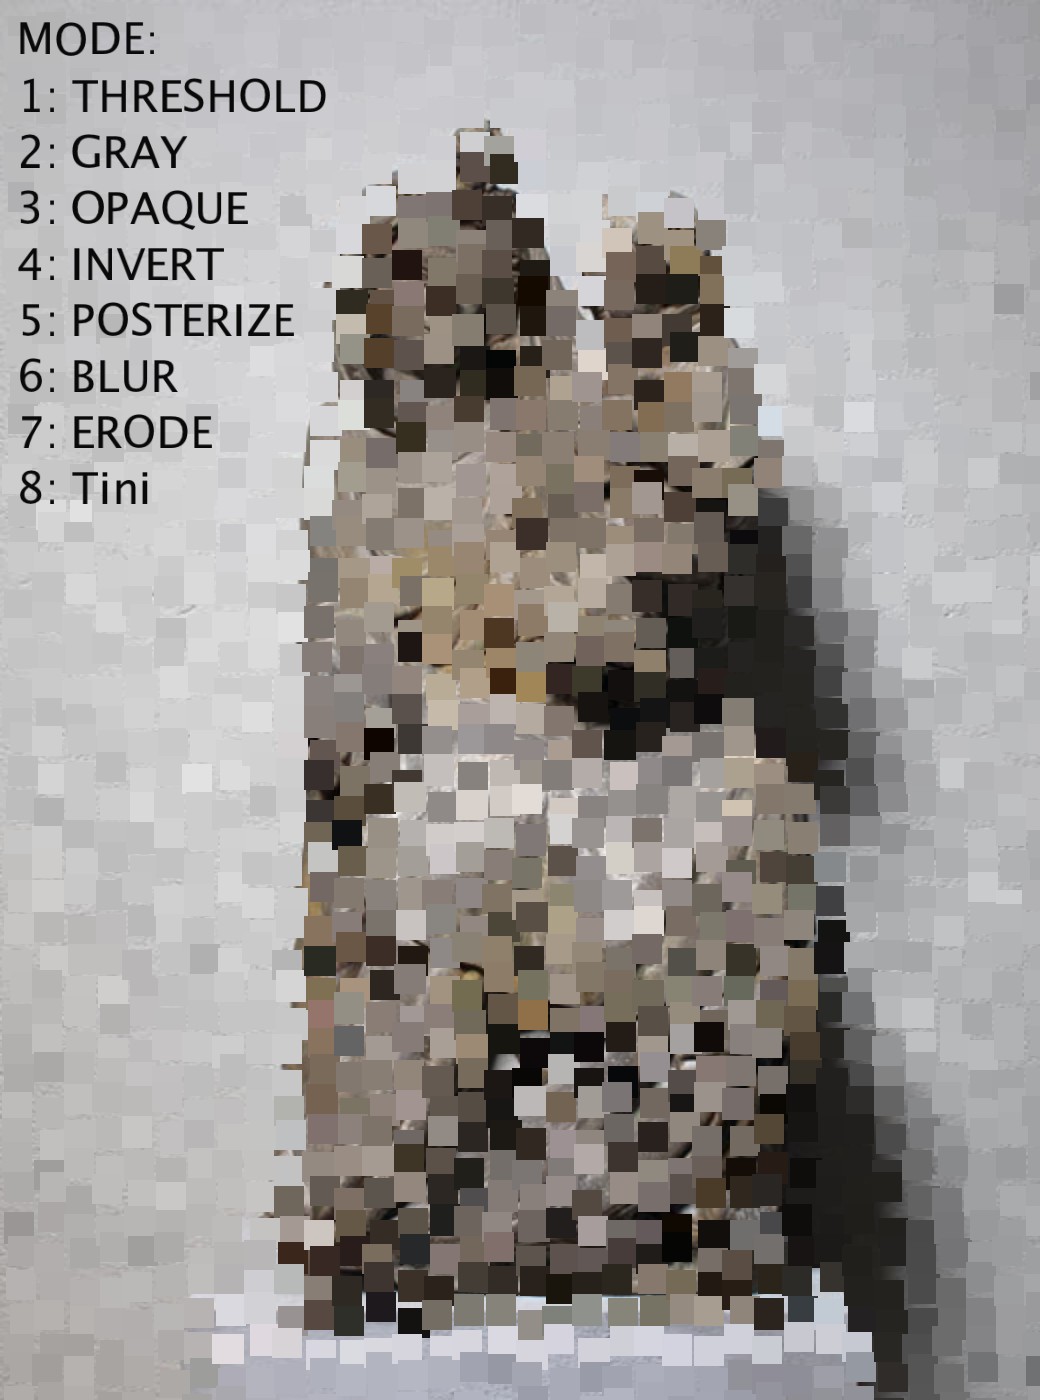 MODE:
1: THRESHOLD
2: GRAY
3: OPAQUE
4: INVERT
5: POSTERIZE
6: BLUR
7: ERODE
8: Tini